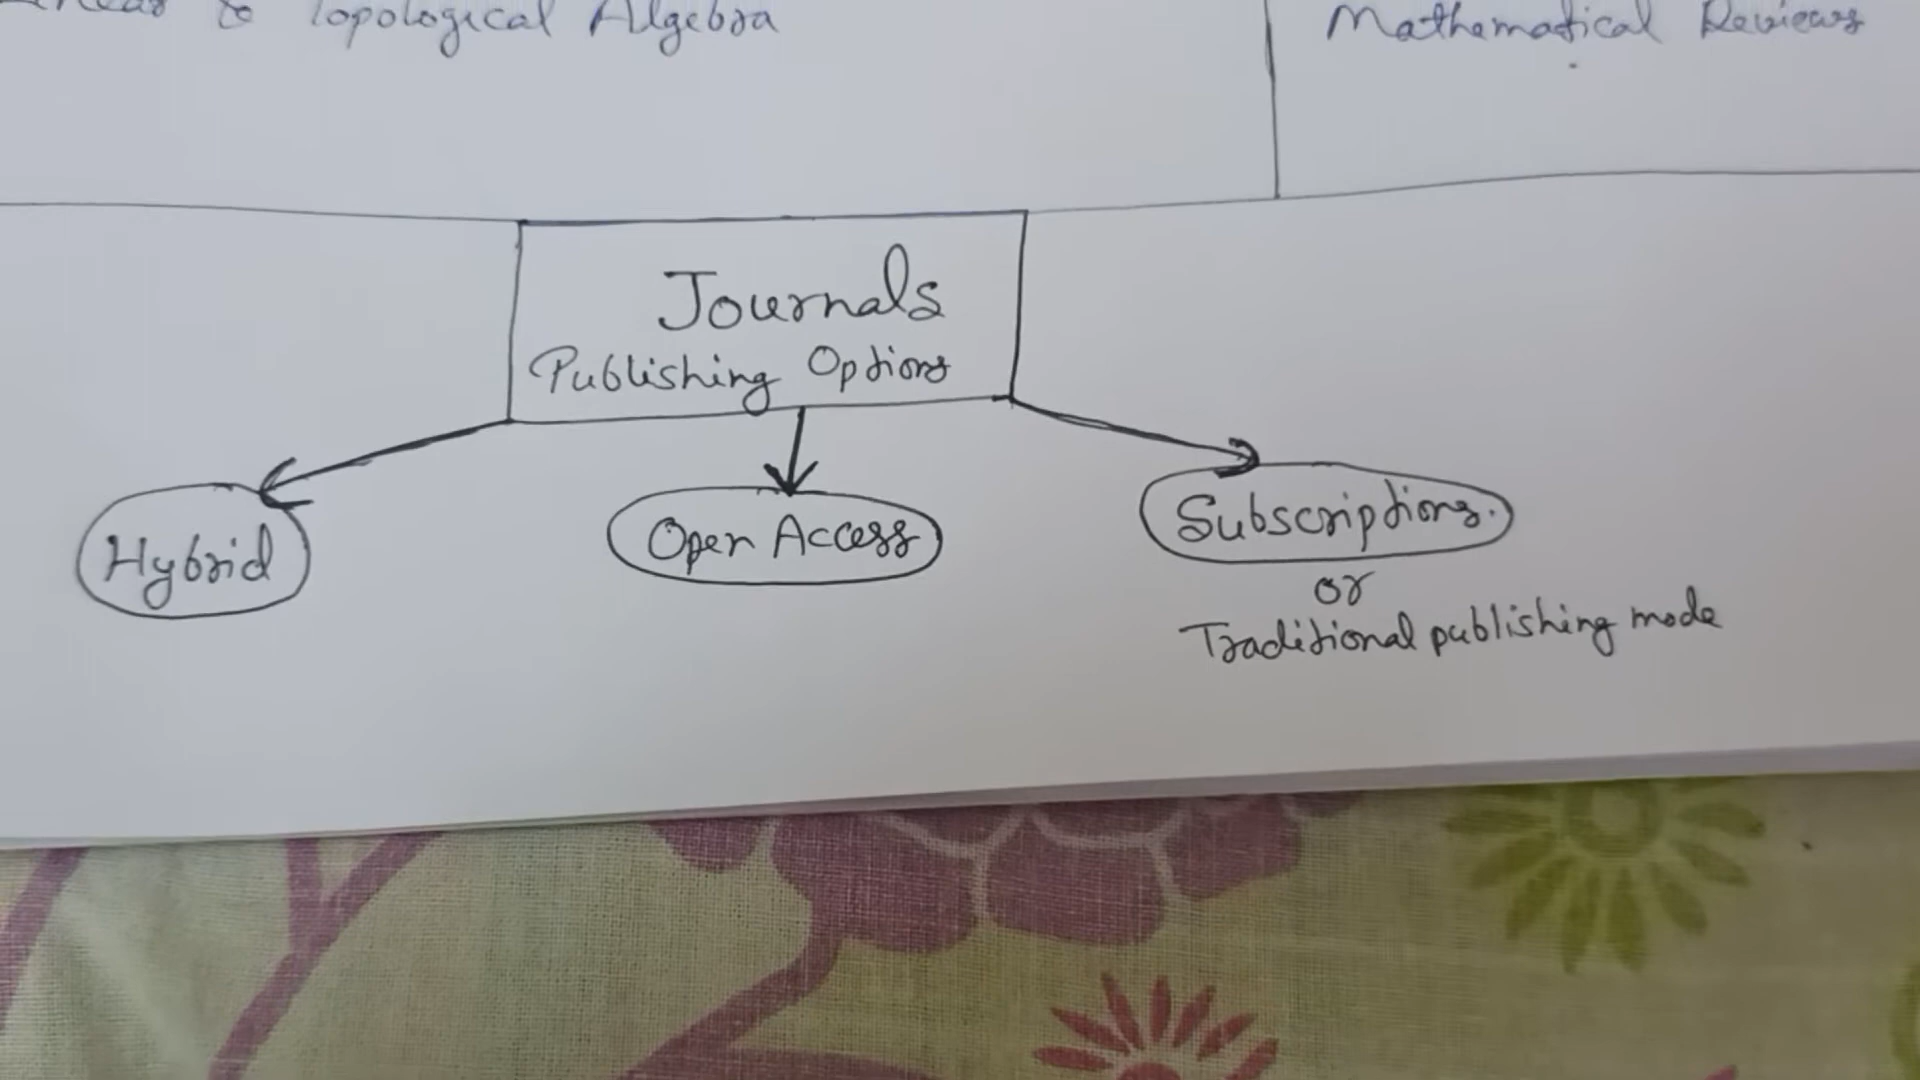 & Topological Algebra
Mathematical Reviews
Journals
Publishing Options
Hybrid
Open Access
Subscriptions.
or
Traditional publishing mode